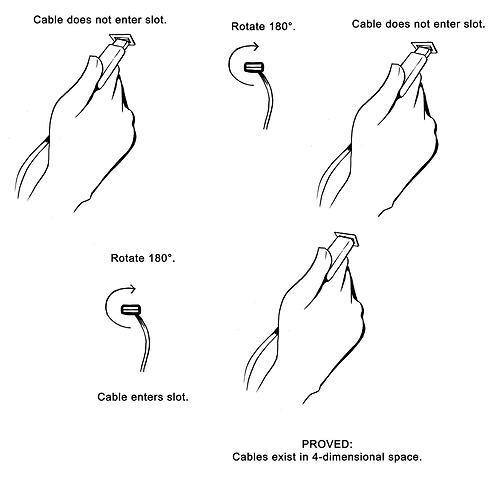 Cable does not enter slot.
Rotate 180°.
Cable does not enter slot.
Rotate 180°.
Cable enters slot.
PROVED:
Cables exist in 4-dimensional space.